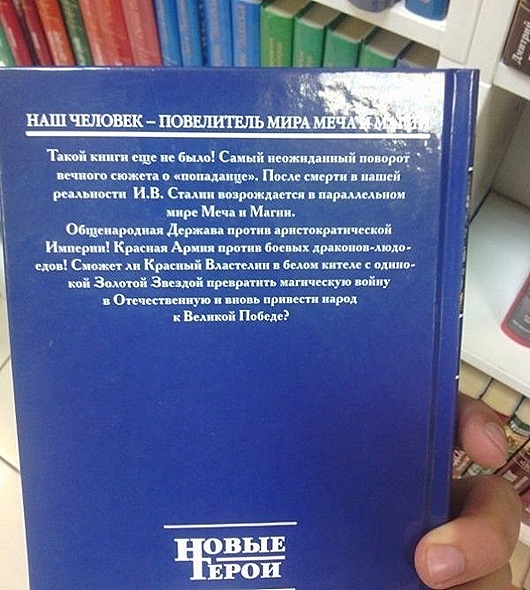 НАШ ЧЕЛОВЕК – ПОВЕЛИТЕЛЬ МИРА МЕЧА И МАГИИ
Такой книги еще не было! Самый неожиданный поворот
вечного сюжета о «попаданце». После смерти в нашей
реальности И.В. Сталин возрождается в параллельном
мире Меча и Магии.
Общенародная Держава против аристократической
Империи! Красная Армия против боевых драконов-людо-
едов! Сможет ли Красный Властелин в белом кителе с одино-
кой Золотой Звездой превратить магическую войну
в Отечественную и вновь привести народ
к Великой Победе?
НОВЫЕ
ГЕРОИ